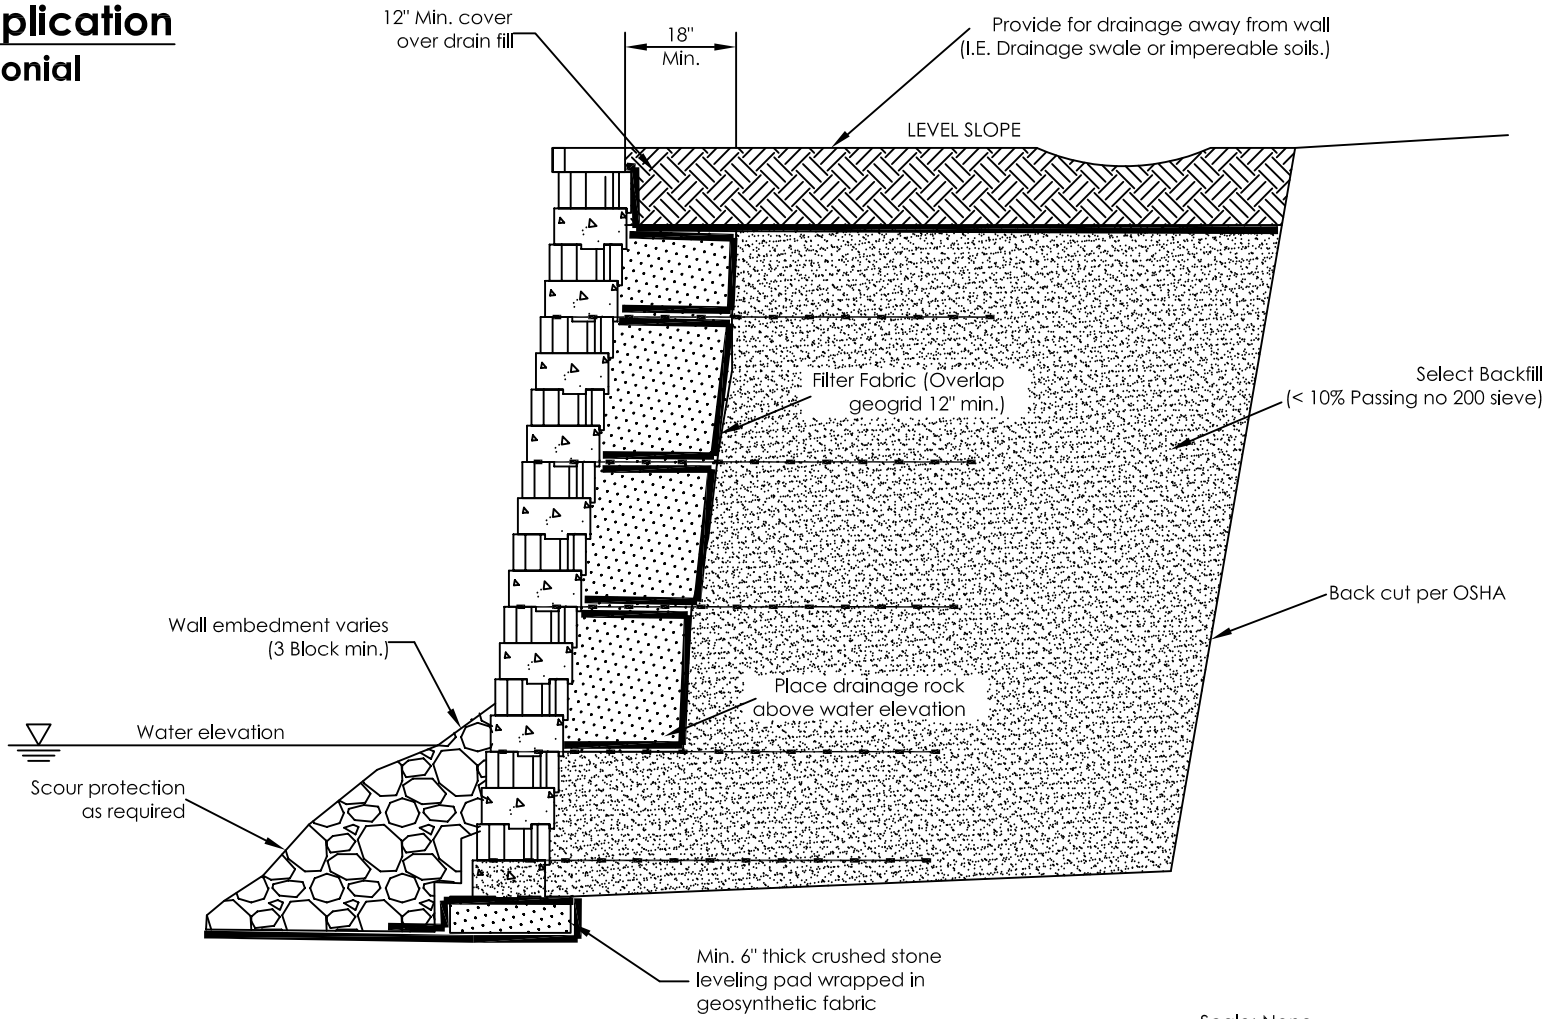 plication
onial
12" Min. cover
over drain fill
18"
Min.
Provide for drainage away from wall
(I.E. Drainage swale or impereable soils.)
LEVEL SLOPE
Filter Fabric (Overlap
geogrid 12" min.)
Select Backfill
(< 10% Passing no 200 sieve)
Back cut per OSHA
Wall embedment varies
(3 Block min.)
Place drainage rock
above water elevation
Water elevation
Scour protection
as required
Min. 6" thick crushed stone
leveling pad wrapped in
geosynthetic fabric
Scale: None